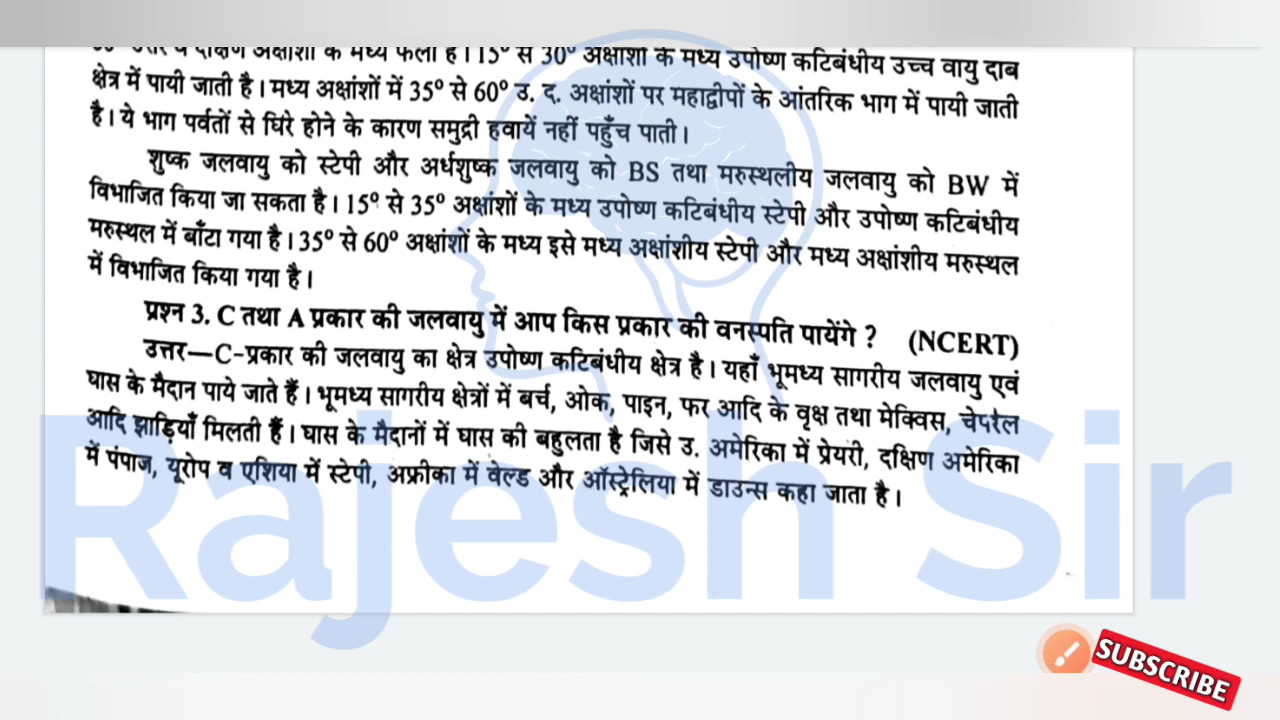 उत्तर व दक्षिण अक्षांशों के मध्य फैला है। 15° से 30° अक्षांशों के मध्य उपोष्ण कटिबंधीय उच्च वायु दाब
क्षेत्र में पायी जाती है। मध्य अक्षांशों में 35° से 60° उ. द. अक्षांशों पर महाद्वीपों के आंतरिक भाग में पायी जाती
है। ये भाग पर्वतों से घिरे होने के कारण समुद्री हवायें नहीं पहुँच पाती।
शुष्क जलवायु को स्टेपी और अर्धशुष्क जलवायु को BS तथा मरुस्थलीय जलवायु को BW में
विभाजित किया जा सकता है। 15° से 35° अक्षांशों के मध्य उपोष्ण कटिबंधीय स्टेपी और उपोष्ण कटिबंधीय
मरुस्थल में बाँटा गया है। 35° से 60° अक्षांशों के मध्य इसे मध्य अक्षांशीय स्टेपी और मध्य अक्षांशीय मरुस्थल
में विभाजित किया गया है।
प्रश्न 3. C तथा A प्रकार की जलवायु में आप किस प्रकार की वनस्पति पायेंगे ? (NCERT)
उत्तर—C-प्रकार की जलवायु का क्षेत्र उपोष्ण कटिबंधीय क्षेत्र है। यहाँ भूमध्य सागरीय जलवायु एवं
घास के मैदान पाये जाते हैं। भूमध्य सागरीय क्षेत्रों में बर्च, ओक, पाइन, फर आदि के वृक्ष तथा मेक्विस, चेपरैल
आदि झाड़ियाँ मिलती हैं। घास के मैदानों में घास की बहुलता है जिसे उ. अमेरिका में प्रेयरी, दक्षिण अमेरिका
में पंपाज, यूरोप व एशिया में स्टेपी, अफ्रीका में वेल्ड और ऑस्ट्रेलिया में डाउन्स कहा जाता है।
Rajesh Sir
SUBSCRIBE